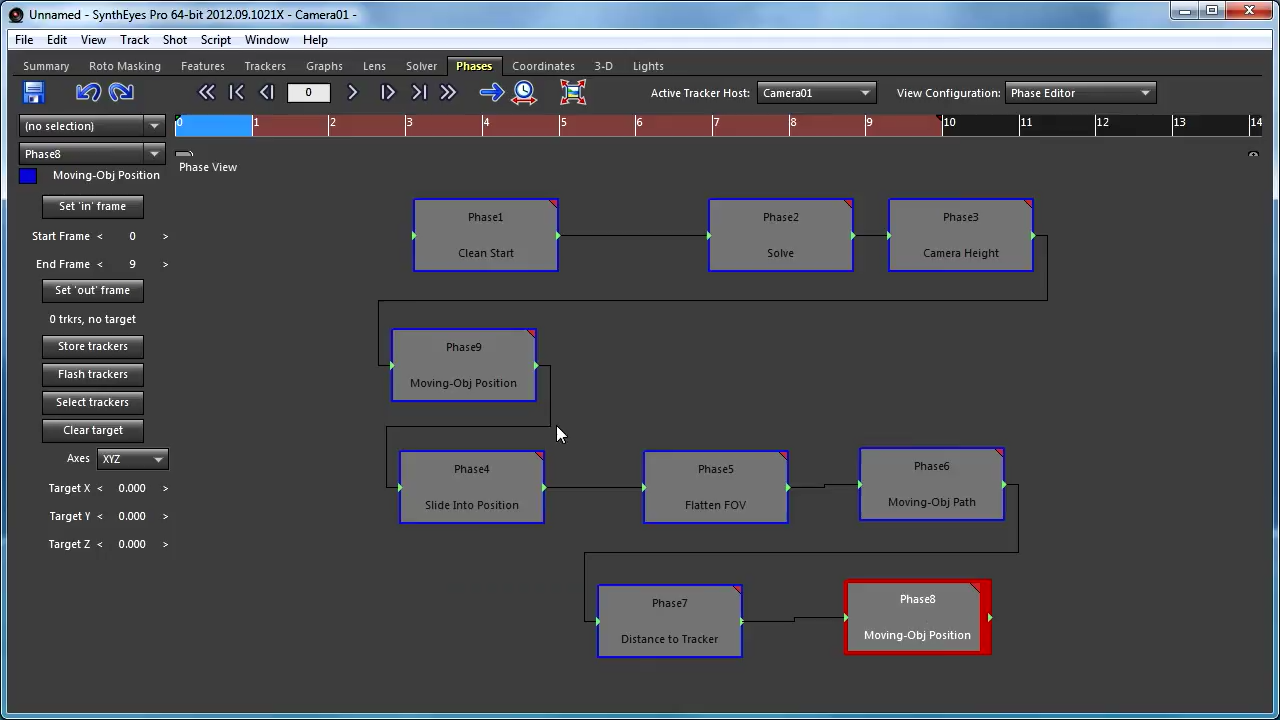 Unnamed - SynthEyes Pro 64-bit 2012.09.1021X - Camera01 -
File Edit View Track Shot Script Window Help
Summary Roto Masking Features Trackers Graphs Lens Solver Phases Coordinates 3-D Lights
0 Active Tracker Host: Camera01 View Configuration: Phase Editor
(no selection) 0 1 2 3 4 5 6 7 8 9 10 11 12 13 14
Phase8
Phase View
Moving-Obj Position
Set 'in' frame
Start Frame < 0 >
End Frame < 9 >
Set 'out' frame
0 trkrs, no target
Store trackers
Flash trackers
Select trackers
Clear target
Axes XYZ
Target X < 0.000 >
Target Y < 0.000 >
Target Z < 0.000 >
Phase1
Clean Start
Phase2
Solve
Phase3
Camera Height
Phase9
Moving-Obj Position
Phase4
Slide Into Position
Phase5
Flatten FOV
Phase6
Moving-Obj Path
Phase7
Distance to Tracker
Phase8
Moving-Obj Position